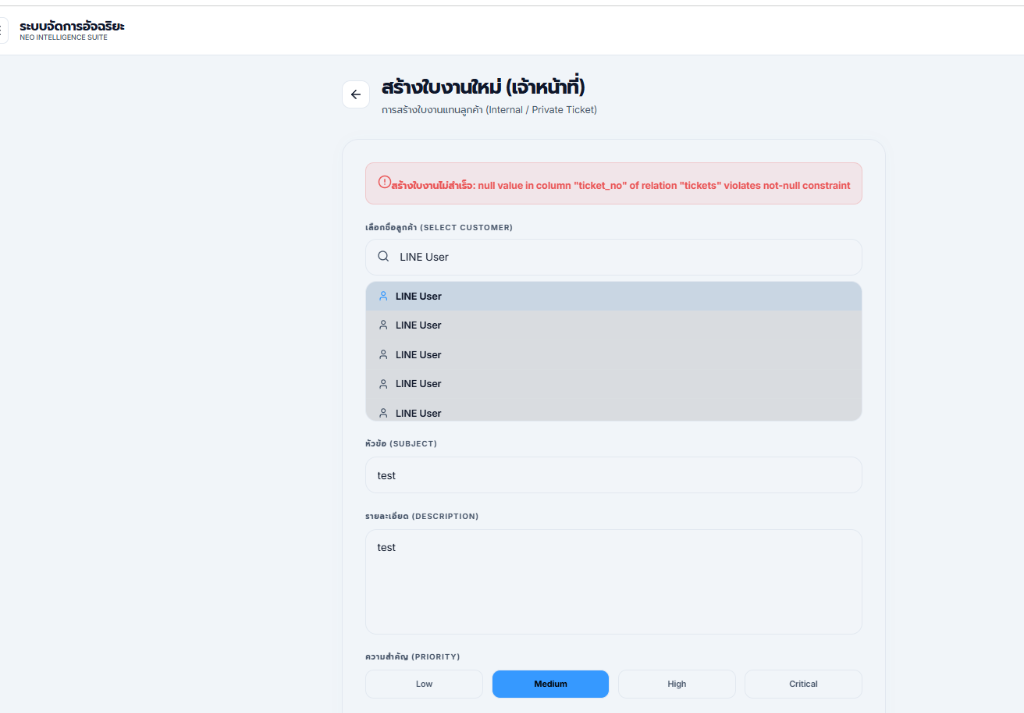 ระบบจัดการอัจฉริยะ
NEO INTELLIGENCE SUITE
สร้างใบงานใหม่ (เจ้าหน้าที่)
การสร้างใบงานแทนลูกค้า (Internal / Private Ticket)
สร้างใบงานไม่สำเร็จ: null value in column "ticket_no" of relation "tickets" violates not-null constraint
เลือกชื่อลูกค้า (SELECT CUSTOMER)
LINE User
LINE User
LINE User
LINE User
LINE User
LINE User
หัวข้อ (SUBJECT)
test
รายละเอียด (DESCRIPTION)
test
ความสำคัญ (PRIORITY)
Low Medium High Critical